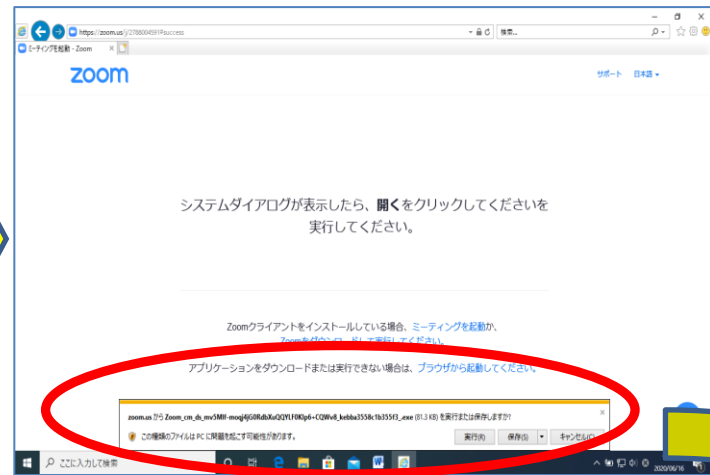 https://zoom.us/j/2788004591#success
検索...
ミーティングを起動 - Zoom
zoom
サポート 日本語
システムダイアログが表示したら、開くをクリックしてくださいを
実行してください。
Zoomクライアントをインストールしている場合、ミーティングを起動か、
Zoomをダウンロードして実行してください。
アプリケーションをダウンロードまたは実行できない場合は、ブラウザから起動してください。
zoom.us から (81.3 KB) を実行または保存しますか?
この種類のファイルは PC に問題を起こす可能性があります。
実行(R) 保存(S) キャンセル(C)
ここに入力して検索
2020/06/16